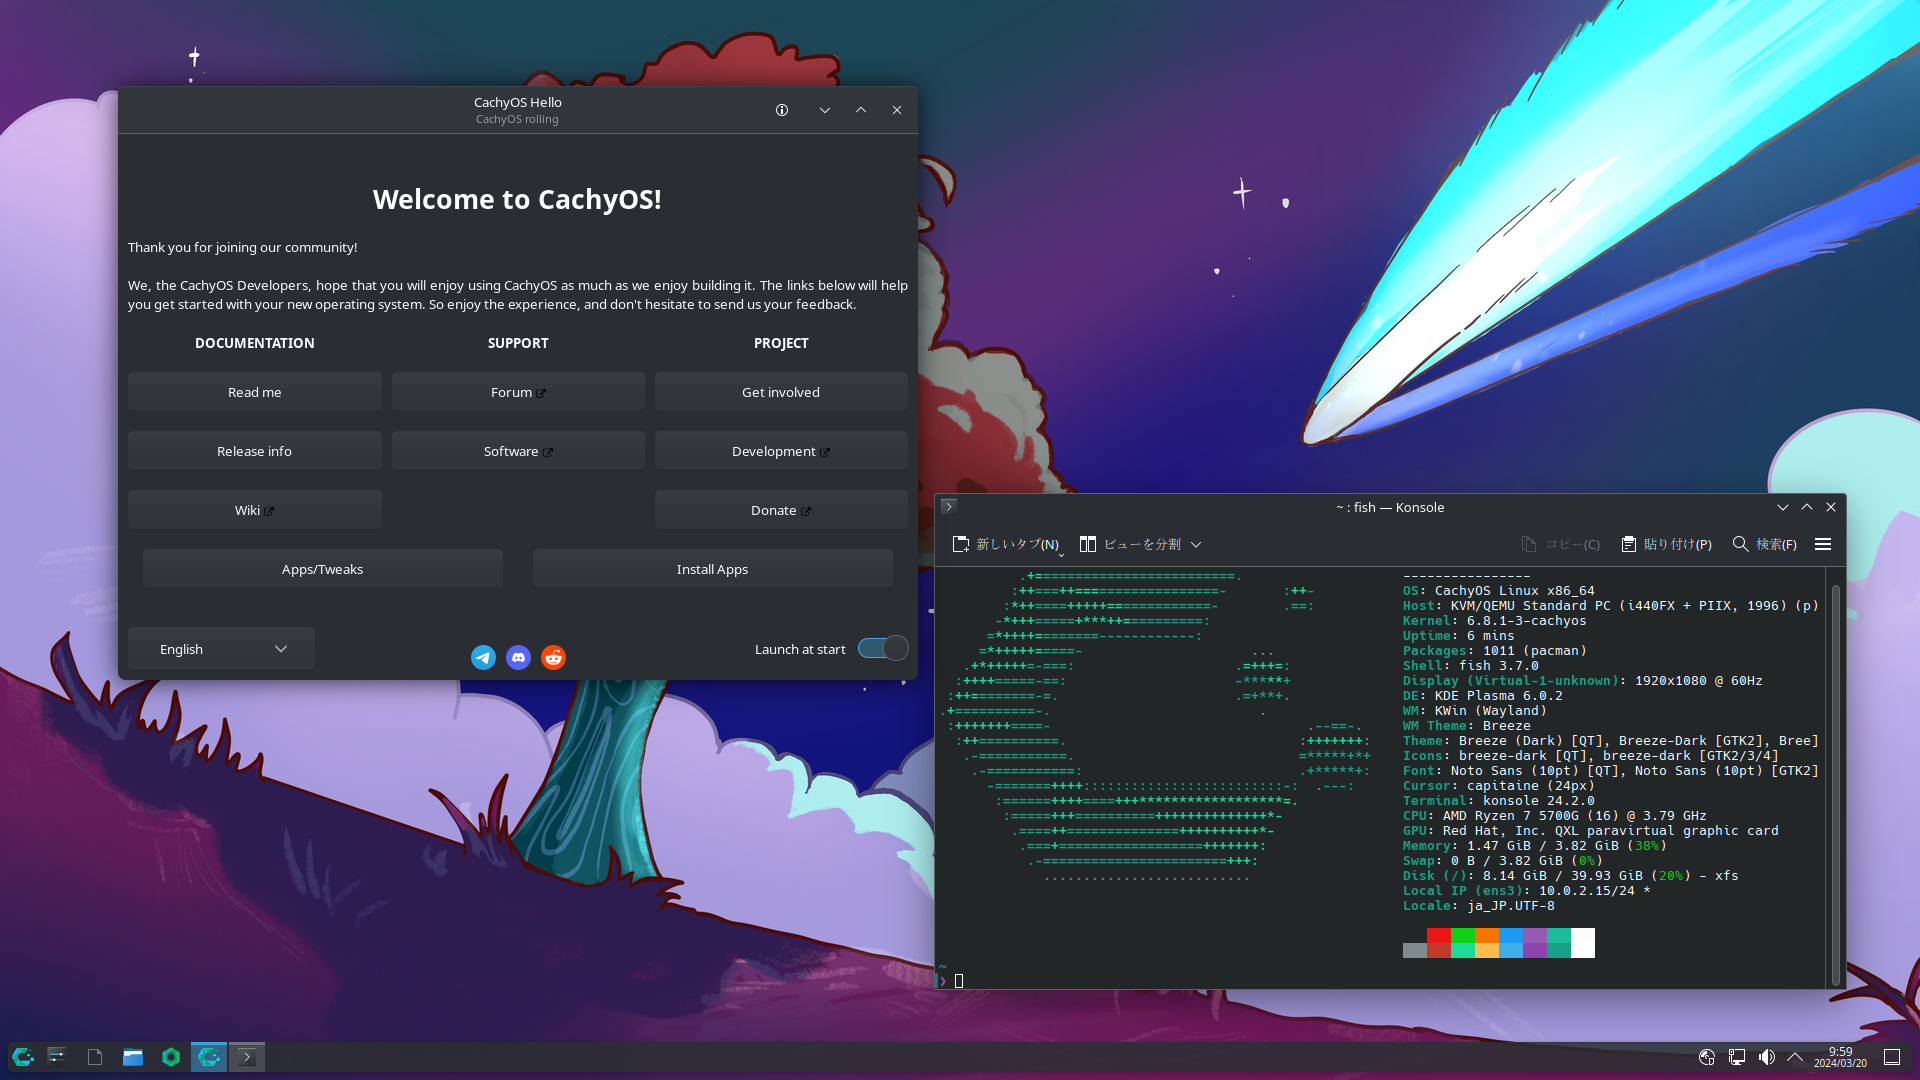 CachyOS Hello
CachyOS rolling
Welcome to CachyOS!
Thank you for joining our community!
We, the CachyOS Developers, hope that you will enjoy using CachyOS as much as we enjoy building it. The links below will help
you get started with your new operating system. So enjoy the experience, and don't hesitate to send us your feedback.
DOCUMENTATION SUPPORT PROJECT
Read me Forum Get involved
Release info Software Development
Wiki Donate
Apps/Tweaks Install Apps
English Launch at start
~ : fish — Konsole
新しいタブ(N) ビューを分割 コピー(C) 貼り付け(P) 検索(F)
----------------
OS: CachyOS Linux x86_64
Host: KVM/QEMU Standard PC (i440FX + PIIX, 1996) (p)
Kernel: 6.8.1-3-cachyos
Uptime: 6 mins
Packages: 1011 (pacman)
Shell: fish 3.7.0
Display (Virtual-1-unknown): 1920x1080 @ 60Hz
DE: KDE Plasma 6.0.2
WM: KWin (Wayland)
WM Theme: Breeze
Theme: Breeze (Dark) [QT], Breeze-Dark [GTK2], Bree]
Icons: breeze-dark [QT], breeze-dark [GTK2/3/4]
Font: Noto Sans (10pt) [QT], Noto Sans (10pt) [GTK2]
Cursor: capitaine (24px)
Terminal: konsole 24.2.0
CPU: AMD Ryzen 7 5700G (16) @ 3.79 GHz
GPU: Red Hat, Inc. QXL paravirtual graphic card
Memory: 1.47 GiB / 3.82 GiB (38%)
Swap: 0 B / 3.82 GiB (0%)
Disk (/): 8.14 GiB / 39.93 GiB (20%) - xfs
Local IP (ens3): 10.0.2.15/24 *
Locale: ja_JP.UTF-8
~
❯
9:59
2024/03/20